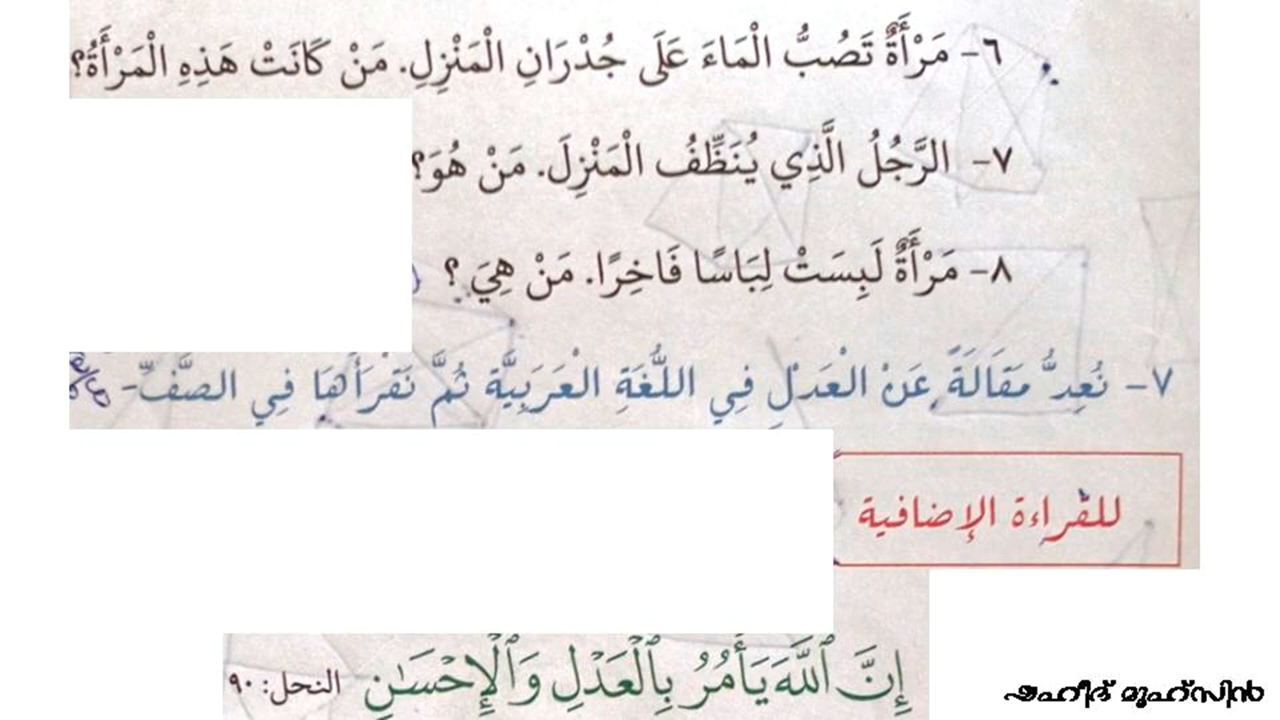 ٦- مَرْأَةٌ تَصُبُّ الْمَاءَ عَلَى جُدْرَانِ الْمَنْزِلِ. مَنْ كَانَتْ هَذِهِ الْمَرْأَةُ؟
٧- الرَّجُلُ الَّذِي يُنَظِّفُ الْمَنْزِلَ. مَنْ هُوَ؟
٨- مَرْأَةٌ لَبِسَتْ لِبَاسًا فَاخِرًا. مَنْ هِيَ ؟
٧- نُعِدُّ مَقَالَةً عَنْ الْعَدْلِ فِي اللُّغَةِ الْعَرَبِيَّةِ ثُمَّ نَقْرَأُهَا فِي الصَّفِّ-
للقراءة الإضافية
إِنَّ ٱللَّهَ يَأْمُرُ بِٱلْعَدْلِ وَٱلْإِحْسَـٰنِ النحل: ٩٠
ഷഹീദ് മുഹ്സിൻ